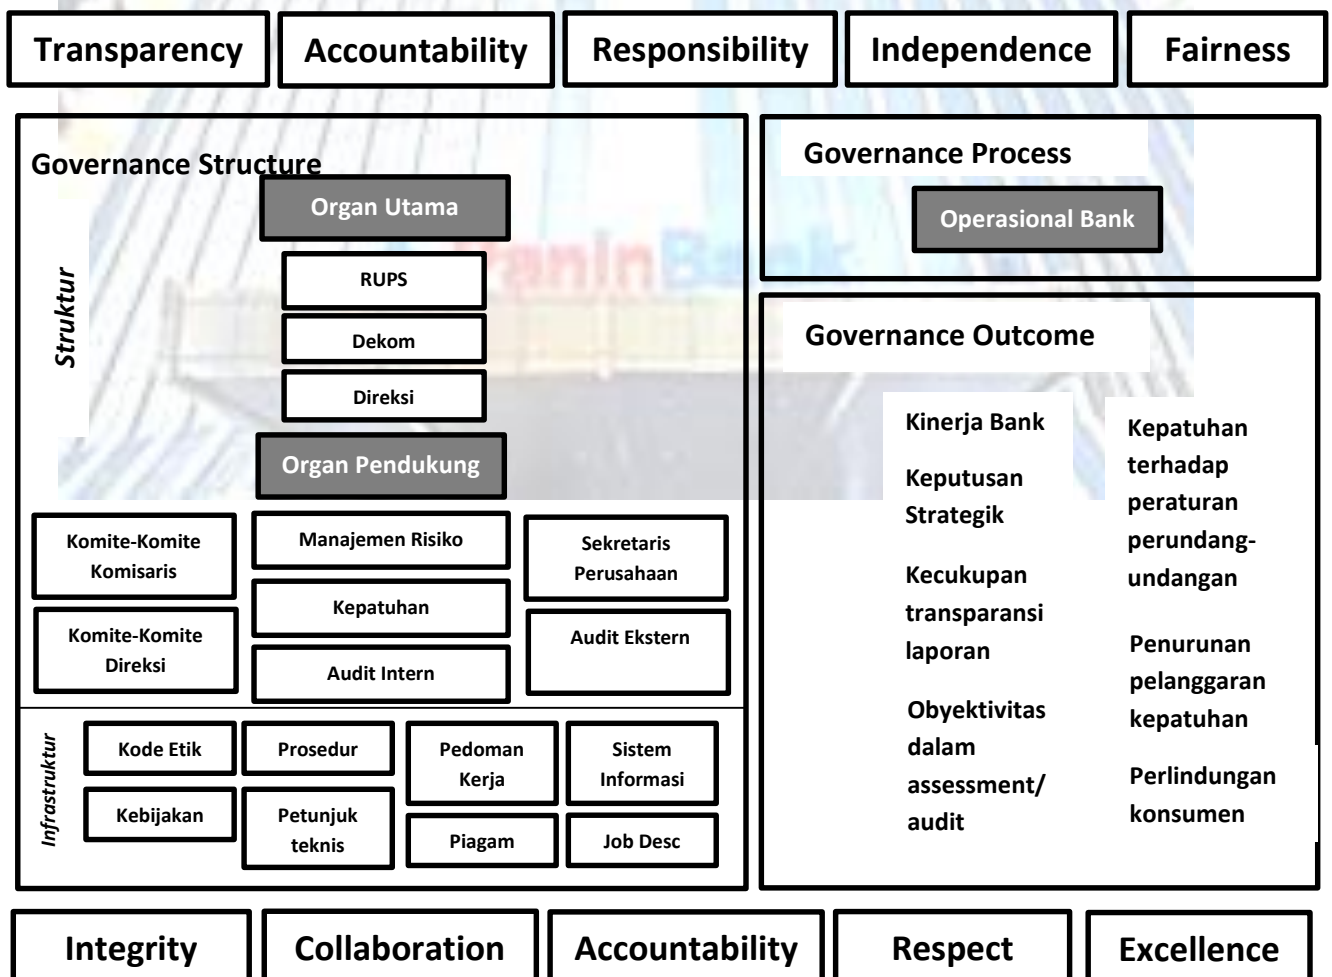 Transparency
Accountability
Responsibility
Independence
Fairness
Governance Structure
Struktur
Organ Utama
RUPS
Dekom
Direksi
Organ Pendukung
Komite-Komite
Komisaris
Komite-Komite
Direksi
Manajemen Risiko
Kepatuhan
Audit Intern
Sekretaris
Perusahaan
Audit Ekstern
Infrastruktur
Kode Etik
Kebijakan
Prosedur
Petunjuk
teknis
Pedoman
Kerja
Piagam
Sistem
Informasi
Job Desc
Governance Process
Operasional Bank
PaninBank
Governance Outcome
Kinerja Bank
Keputusan
Strategik
Kecukupan
transparansi
laporan
Obyektivitas
dalam
assessment/
audit
Kepatuhan
terhadap
peraturan
perundang-
undangan
Penurunan
pelanggaran
kepatuhan
Perlindungan
konsumen
Integrity
Collaboration
Accountability
Respect
Excellence